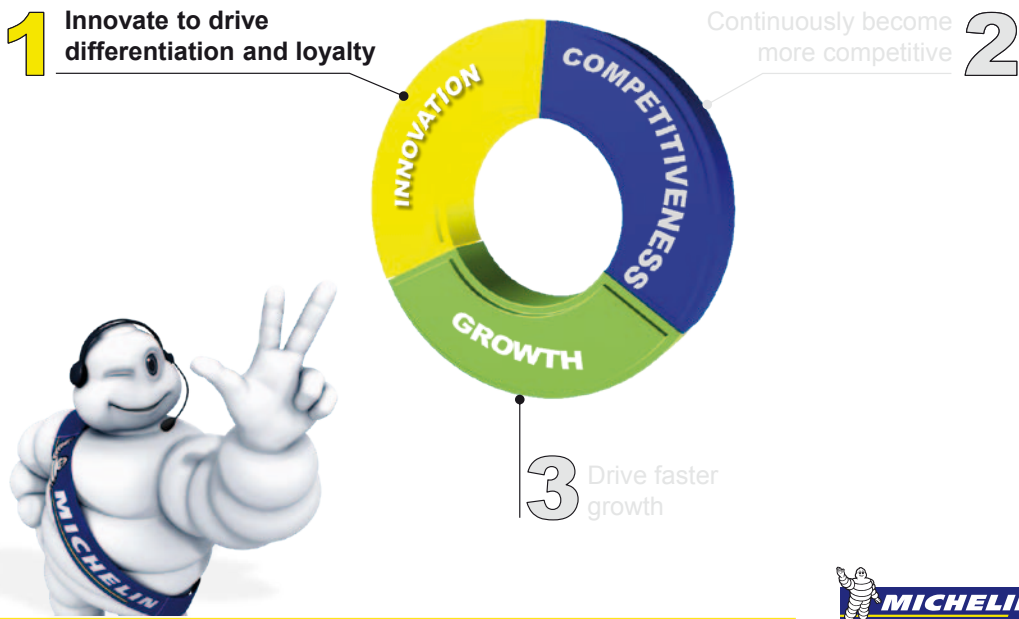 1
Innovate to drive
differentiation and loyalty
Continuously become
more competitive
2
INNOVATION
COMPETITIVENESS
GROWTH
3
Drive faster
growth
MICHELIN
MICHELI